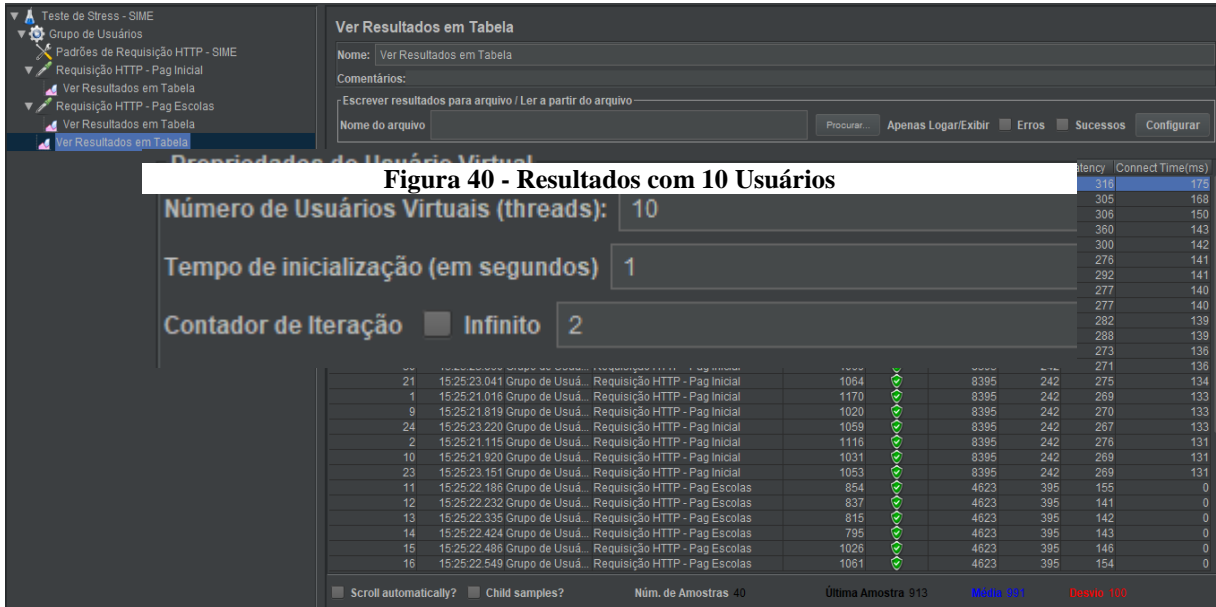 Teste de Stress - SIME
Grupo de Usuários
Padrões de Requisição HTTP - SIME
Requisição HTTP - Pag Inicial
Ver Resultados em Tabela
Requisição HTTP - Pag Escolas
Ver Resultados em Tabela
Ver Resultados em Tabela
Ver Resultados em Tabela
Nome: Ver Resultados em Tabela
Comentários:
Escrever resultados para arquivo / Ler a partir do arquivo
Nome do arquivo Procurar... Apenas Logar/Exibir Erros Sucessos Configurar
Propriedades do Usuário Virtual
Figura 40 - Resultados com 10 Usuários
Número de Usuários Virtuais (threads): 10
Tempo de inicialização (em segundos) 1
Contador de Iteração Infinito 2
Connect Time(ms)
316 175
305 168
306 150
360 143
300 142
276 141
292 141
277 140
277 140
282 139
288 139
273 136
271 136
21 15:25:23.041 Grupo de Usuá... Requisição HTTP - Pag Inicial 1064 8395 242 275 134
1 15:25:21.016 Grupo de Usuá... Requisição HTTP - Pag Inicial 1170 8395 242 269 133
9 15:25:21.819 Grupo de Usuá... Requisição HTTP - Pag Inicial 1020 8395 242 270 133
24 15:25:23.220 Grupo de Usuá... Requisição HTTP - Pag Inicial 1059 8395 242 267 133
2 15:25:21.115 Grupo de Usuá... Requisição HTTP - Pag Inicial 1116 8395 242 276 131
10 15:25:21.920 Grupo de Usuá... Requisição HTTP - Pag Inicial 1031 8395 242 269 131
23 15:25:23.151 Grupo de Usuá... Requisição HTTP - Pag Inicial 1053 8395 242 269 131
11 15:25:22.186 Grupo de Usuá... Requisição HTTP - Pag Escolas 854 4623 395 155 0
12 15:25:22.232 Grupo de Usuá... Requisição HTTP - Pag Escolas 837 4623 395 141 0
13 15:25:22.335 Grupo de Usuá... Requisição HTTP - Pag Escolas 815 4623 395 142 0
14 15:25:22.424 Grupo de Usuá... Requisição HTTP - Pag Escolas 795 4623 395 143 0
15 15:25:22.486 Grupo de Usuá... Requisição HTTP - Pag Escolas 1026 4623 395 146 0
16 15:25:22.549 Grupo de Usuá... Requisição HTTP - Pag Escolas 1061 4623 395 154 0
Scroll automatically? Child samples? Núm. de Amostras 40 Última Amostra 913 Média 991 Desvio 100